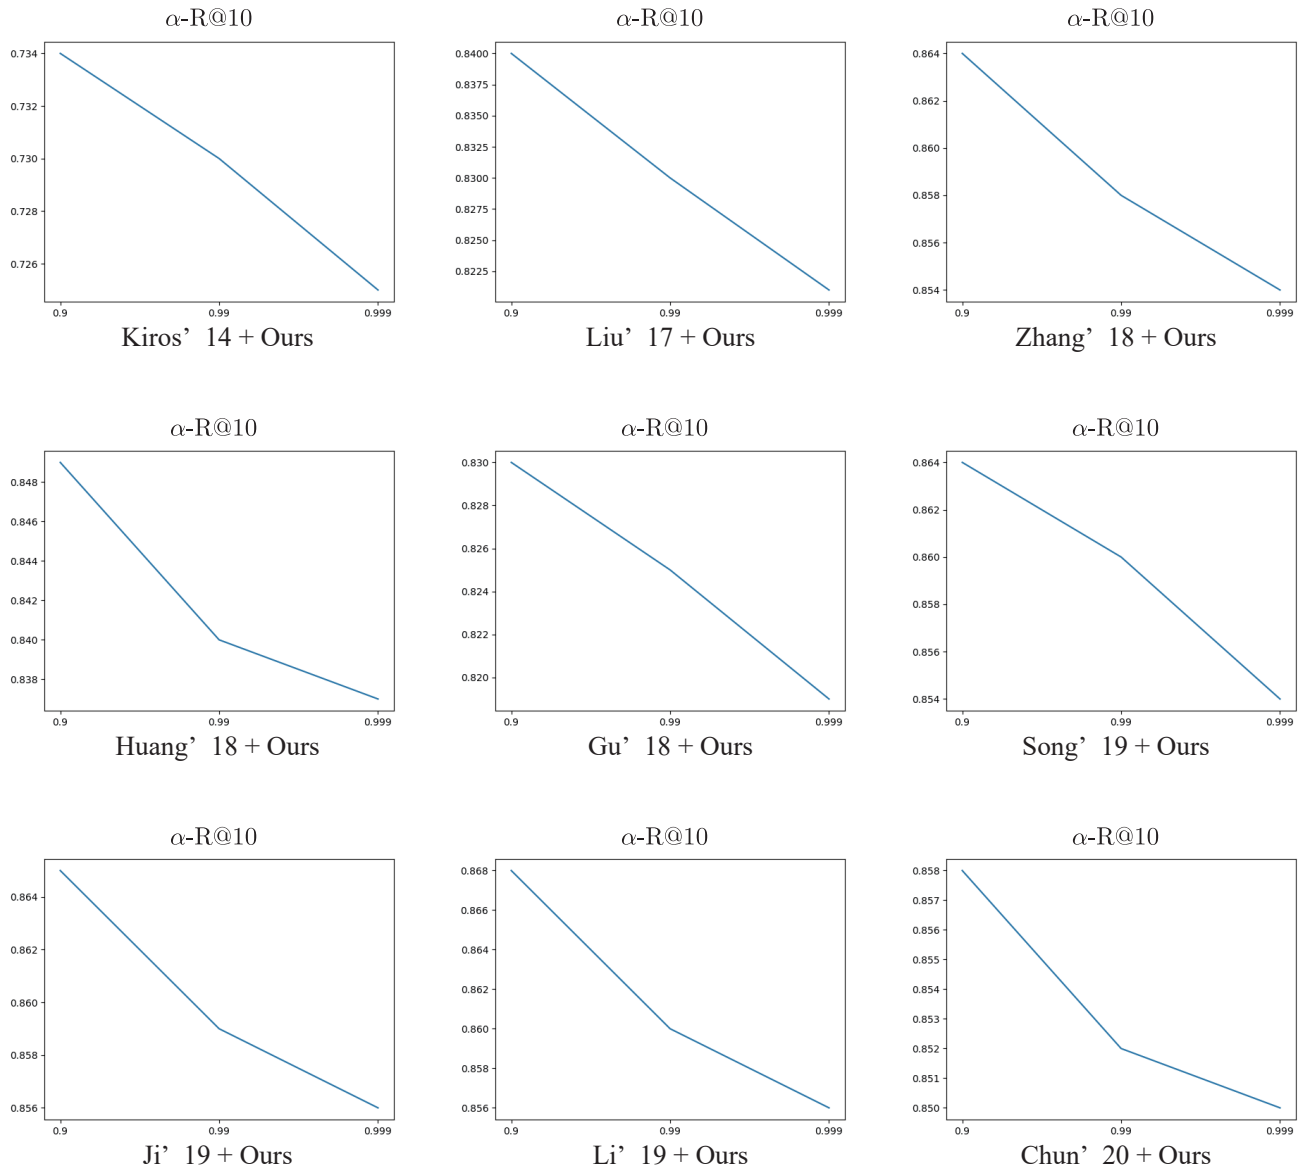 α-R@10
0.734
0.732
0.730
0.728
0.726
0.9 0.99 0.999
Kiros’ 14 + Ours
α-R@10
0.8400
0.8375
0.8350
0.8325
0.8300
0.8275
0.8250
0.8225
0.9 0.99 0.999
Liu’ 17 + Ours
α-R@10
0.864
0.862
0.860
0.858
0.856
0.854
0.9 0.99 0.999
Zhang’ 18 + Ours
α-R@10
0.848
0.846
0.844
0.842
0.840
0.838
0.9 0.99 0.999
Huang’ 18 + Ours
α-R@10
0.830
0.828
0.826
0.824
0.822
0.820
0.9 0.99 0.999
Gu’ 18 + Ours
α-R@10
0.864
0.862
0.860
0.858
0.856
0.854
0.9 0.99 0.999
Song’ 19 + Ours
α-R@10
0.864
0.862
0.860
0.858
0.856
0.9 0.99 0.999
Ji’ 19 + Ours
α-R@10
0.868
0.866
0.864
0.862
0.860
0.858
0.856
0.9 0.99 0.999
Li’ 19 + Ours
α-R@10
0.858
0.857
0.856
0.855
0.854
0.853
0.852
0.851
0.850
0.9 0.99 0.999
Chun’ 20 + Ours